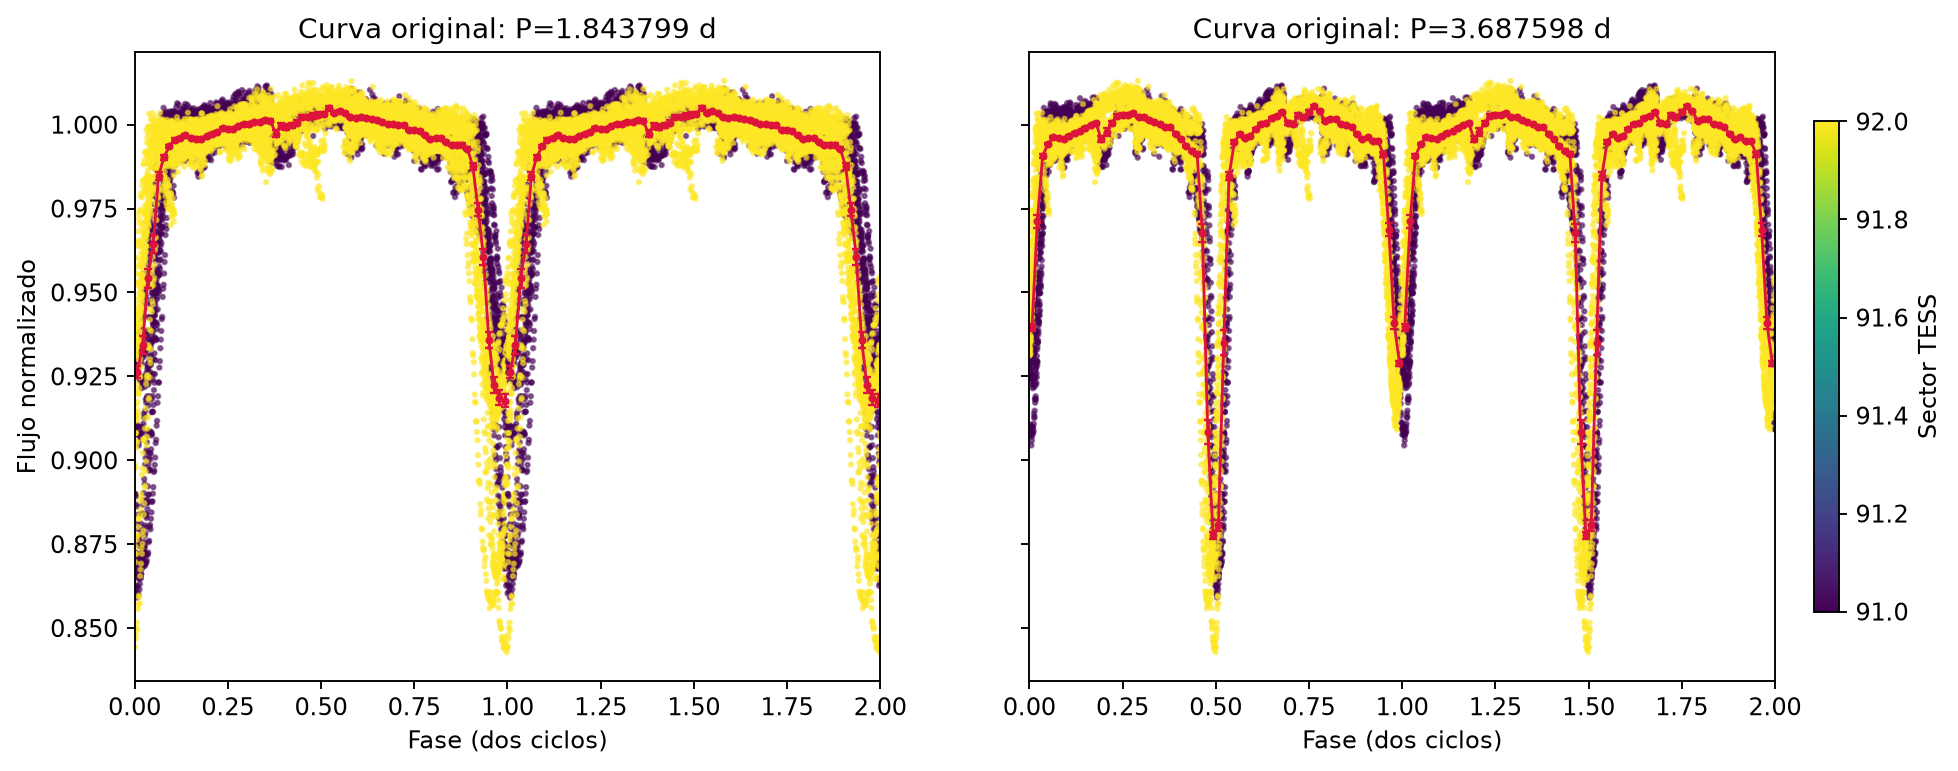 Curva original: P=1.843799 d
Curva original: P=3.687598 d
Flujo normalizado
1.000
0.975
0.950
0.925
0.900
0.875
0.850
0.00 0.25 0.50 0.75 1.00 1.25 1.50 1.75 2.00
Fase (dos ciclos)
0.00 0.25 0.50 0.75 1.00 1.25 1.50 1.75 2.00
Fase (dos ciclos)
92.0
91.8
91.6
91.4
91.2
91.0
Sector TESS